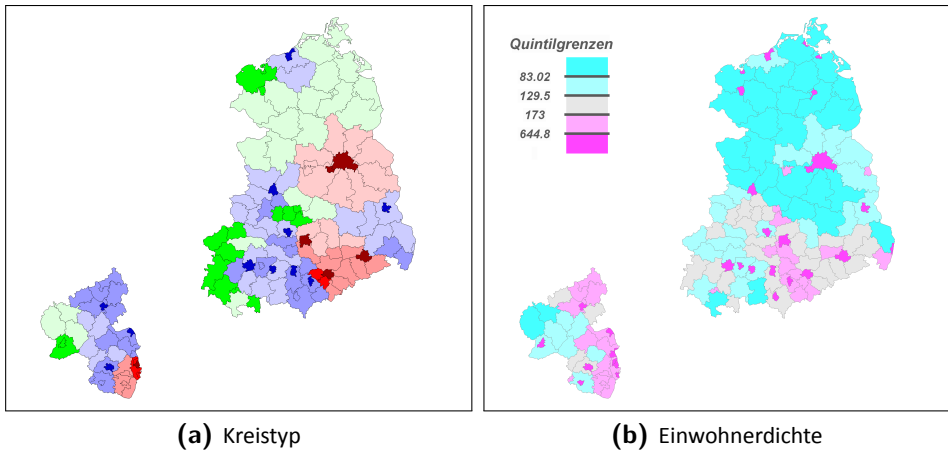 Quintilgrenzen
83.02
129.5
173
644.8
(a) Kreistyp
(b) Einwohnerdichte